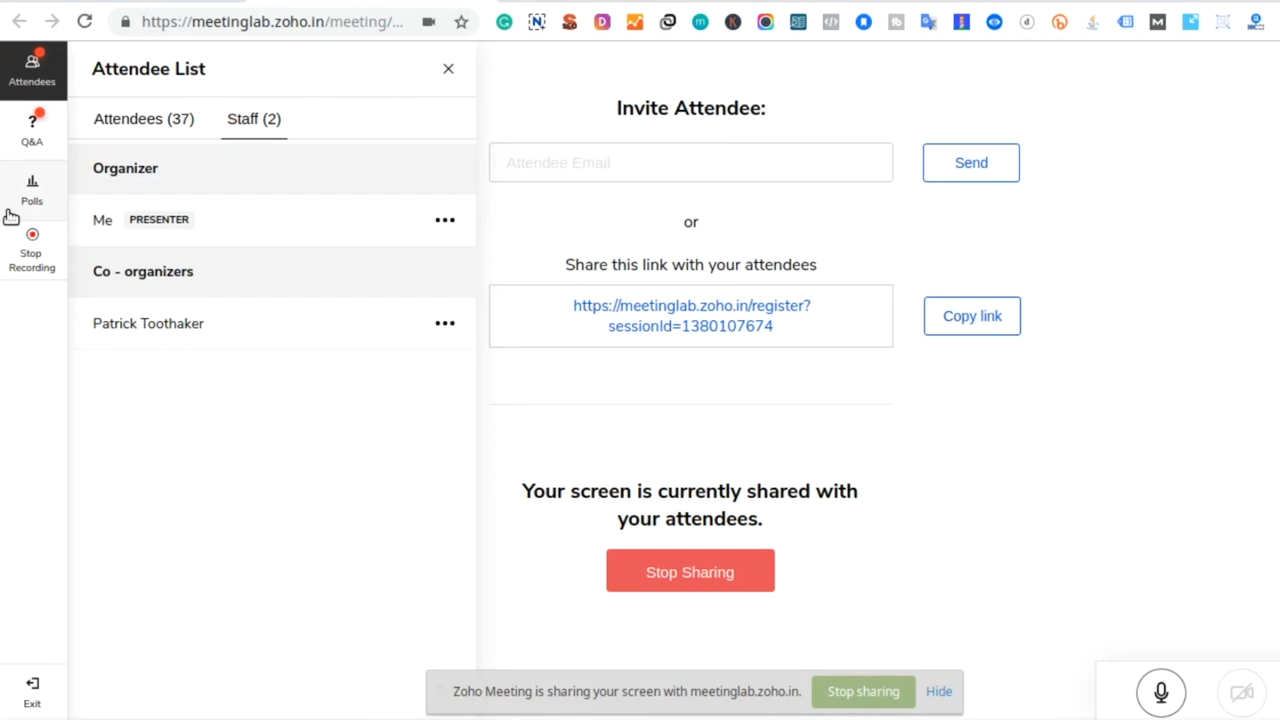 https://meetinglab.zoho.in/meeting/...
Attendees
Q&A
Polls
Stop
Recording
Exit
Attendee List
Attendees (37)
Staff (2)
Organizer
Me PRESENTER
Co - organizers
Patrick Toothaker
Invite Attendee:
Attendee Email
Send
or
Share this link with your attendees
https://meetinglab.zoho.in/register?
sessionId=1380107674
Copy link
Your screen is currently shared with
your attendees.
Stop Sharing
Zoho Meeting is sharing your screen with meetinglab.zoho.in.
Stop sharing
Hide